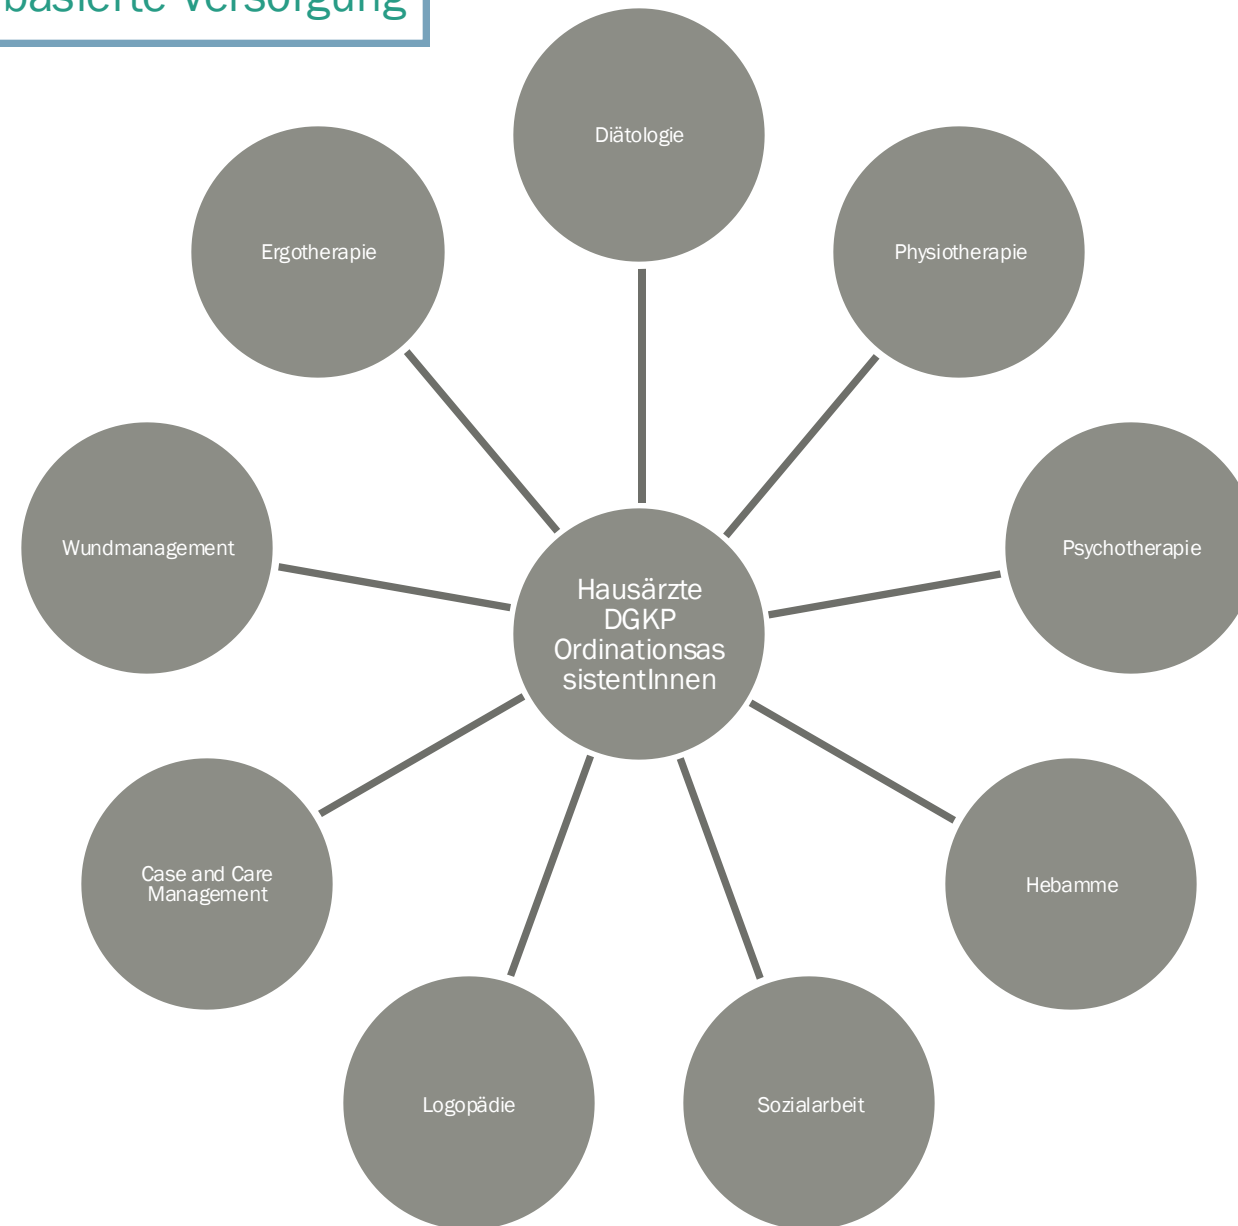 basierte Versorgung
Diätologie
Ergotherapie
Physiotherapie
Wundmanagement
Psychotherapie
Hausärzte
DGKP
Ordinationsas
sistentInnen
Case and Care
Management
Hebamme
Logopädie
Sozialarbeit